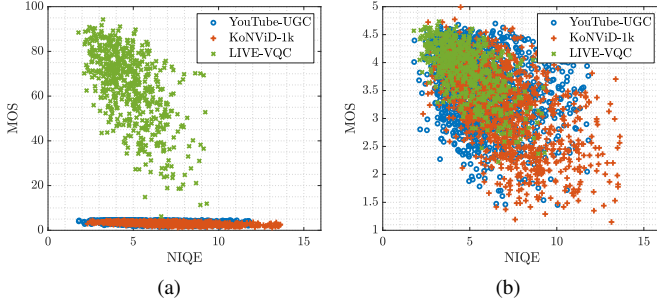 100
80
60
40
20
0
0
5
10
15
MOS
NIQE
YouTube-UGC
KoNViD-1k
LIVE-VQC
(a)
5
4.5
4
3.5
3
2.5
2
1.5
1
0
5
10
15
MOS
NIQE
YouTube-UGC
KoNViD-1k
LIVE-VQC
(b)